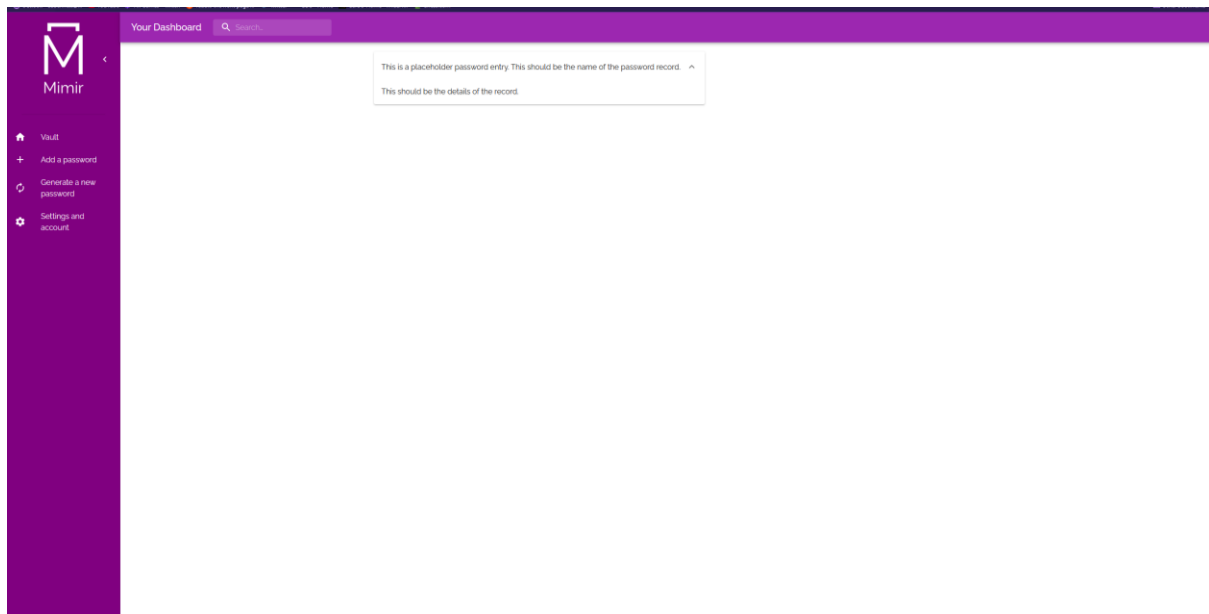 Your Dashboard
Search...
M
Mimir
This is a placeholder password entry. This should be the name of the password record.
This should be the details of the record.
Vault
Add a password
Generate a new
password
Settings and
account